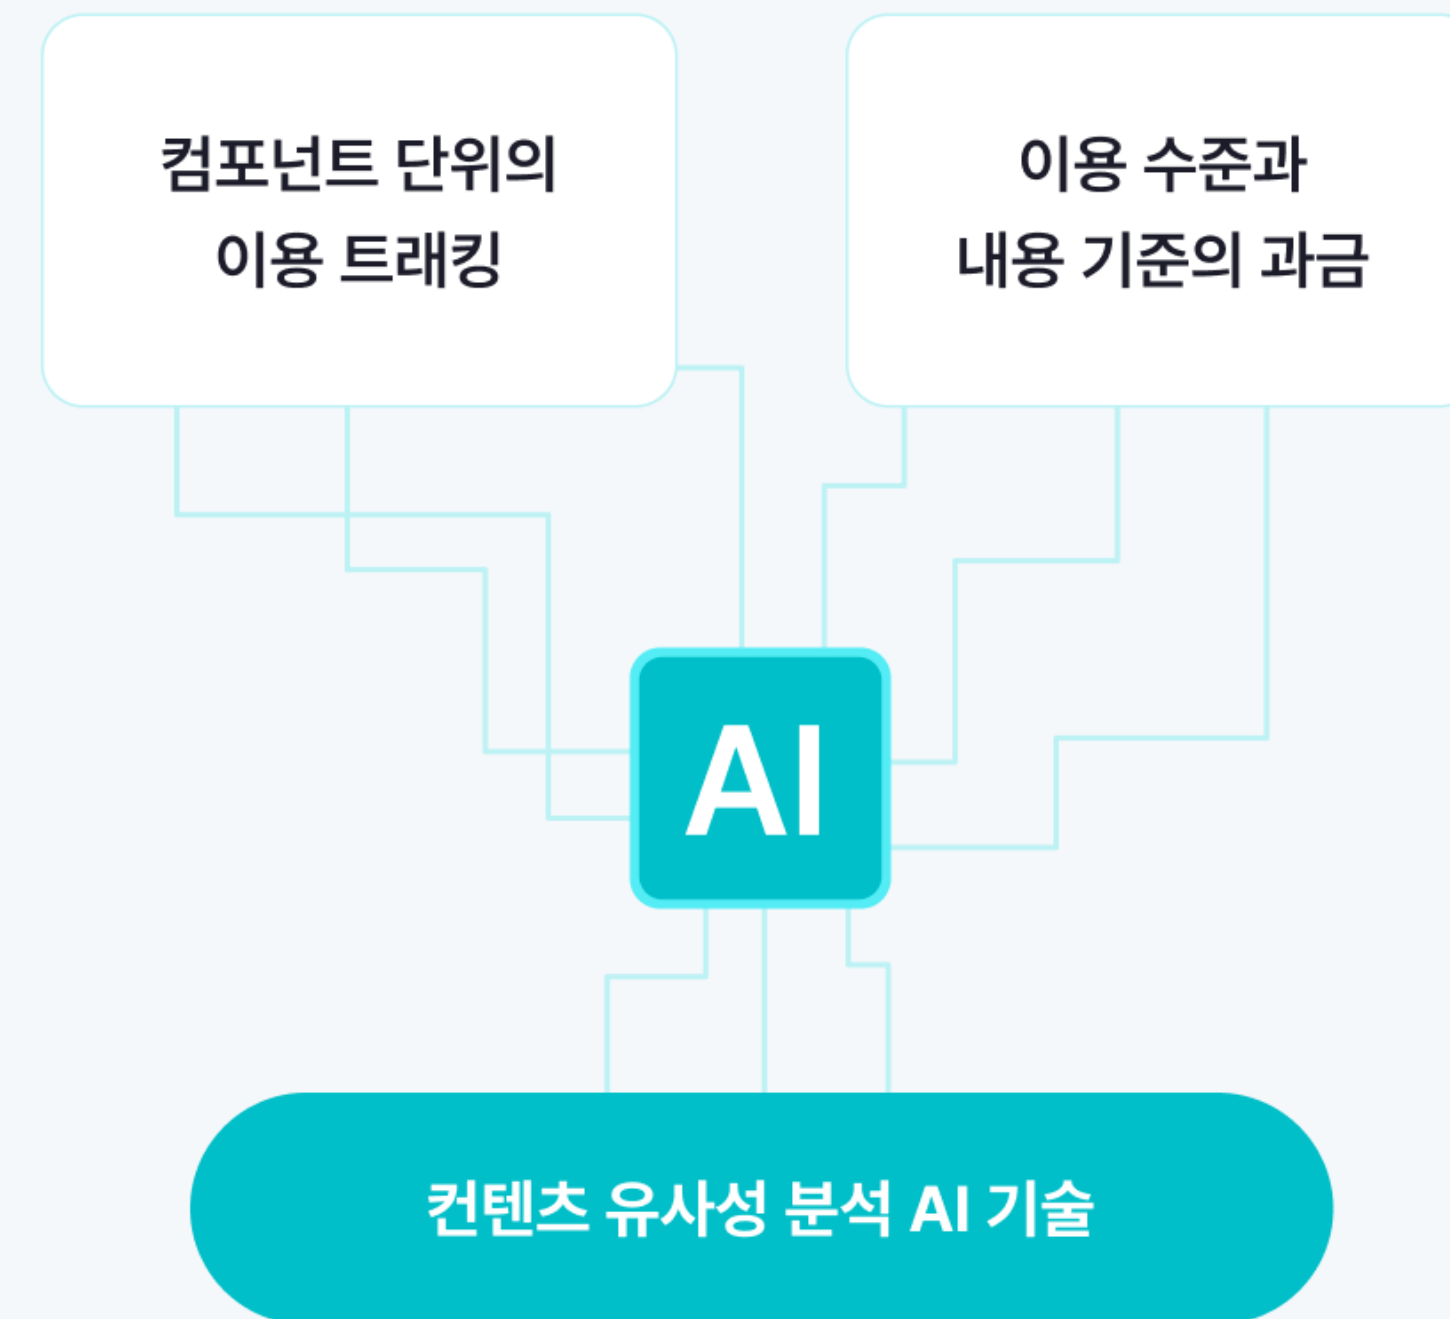 컴포넌트 단위의
이용 트래킹
이용 수준과
내용 기준의 과금
AI
컨텐츠 유사성 분석 AI 기술